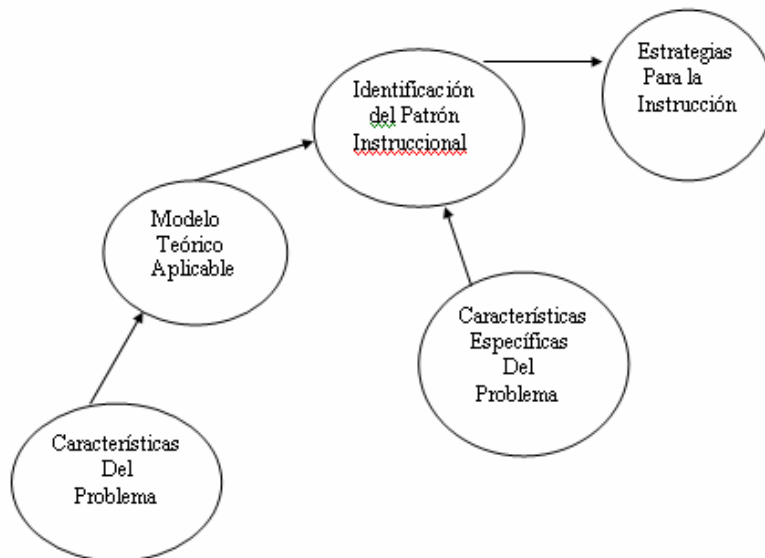 Estrategias
Para la
Instrucción
Identificación
del Patrón
Instruccional
Modelo
Teórico
Aplicable
Características
Específicas
Del
Problema
Características
Del
Problema